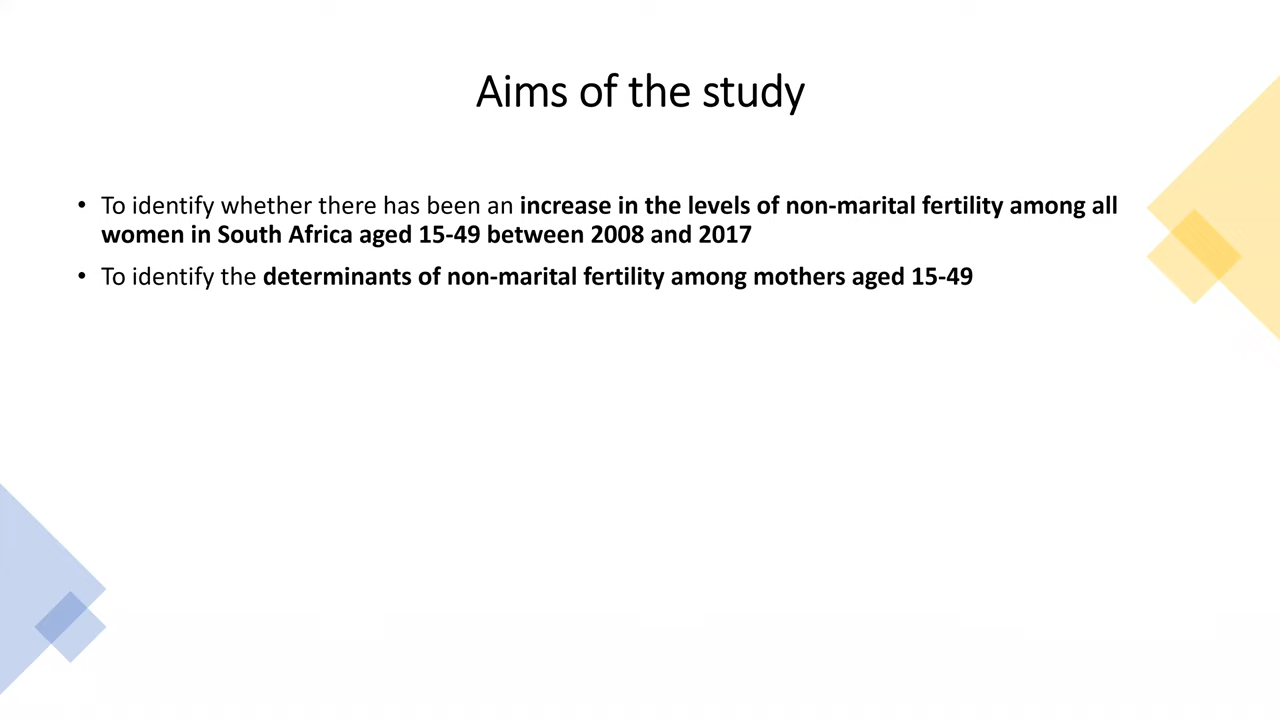 Aims of the study
• To identify whether there has been an increase in the levels of non-marital fertility among all
women in South Africa aged 15-49 between 2008 and 2017
• To identify the determinants of non-marital fertility among mothers aged 15-49